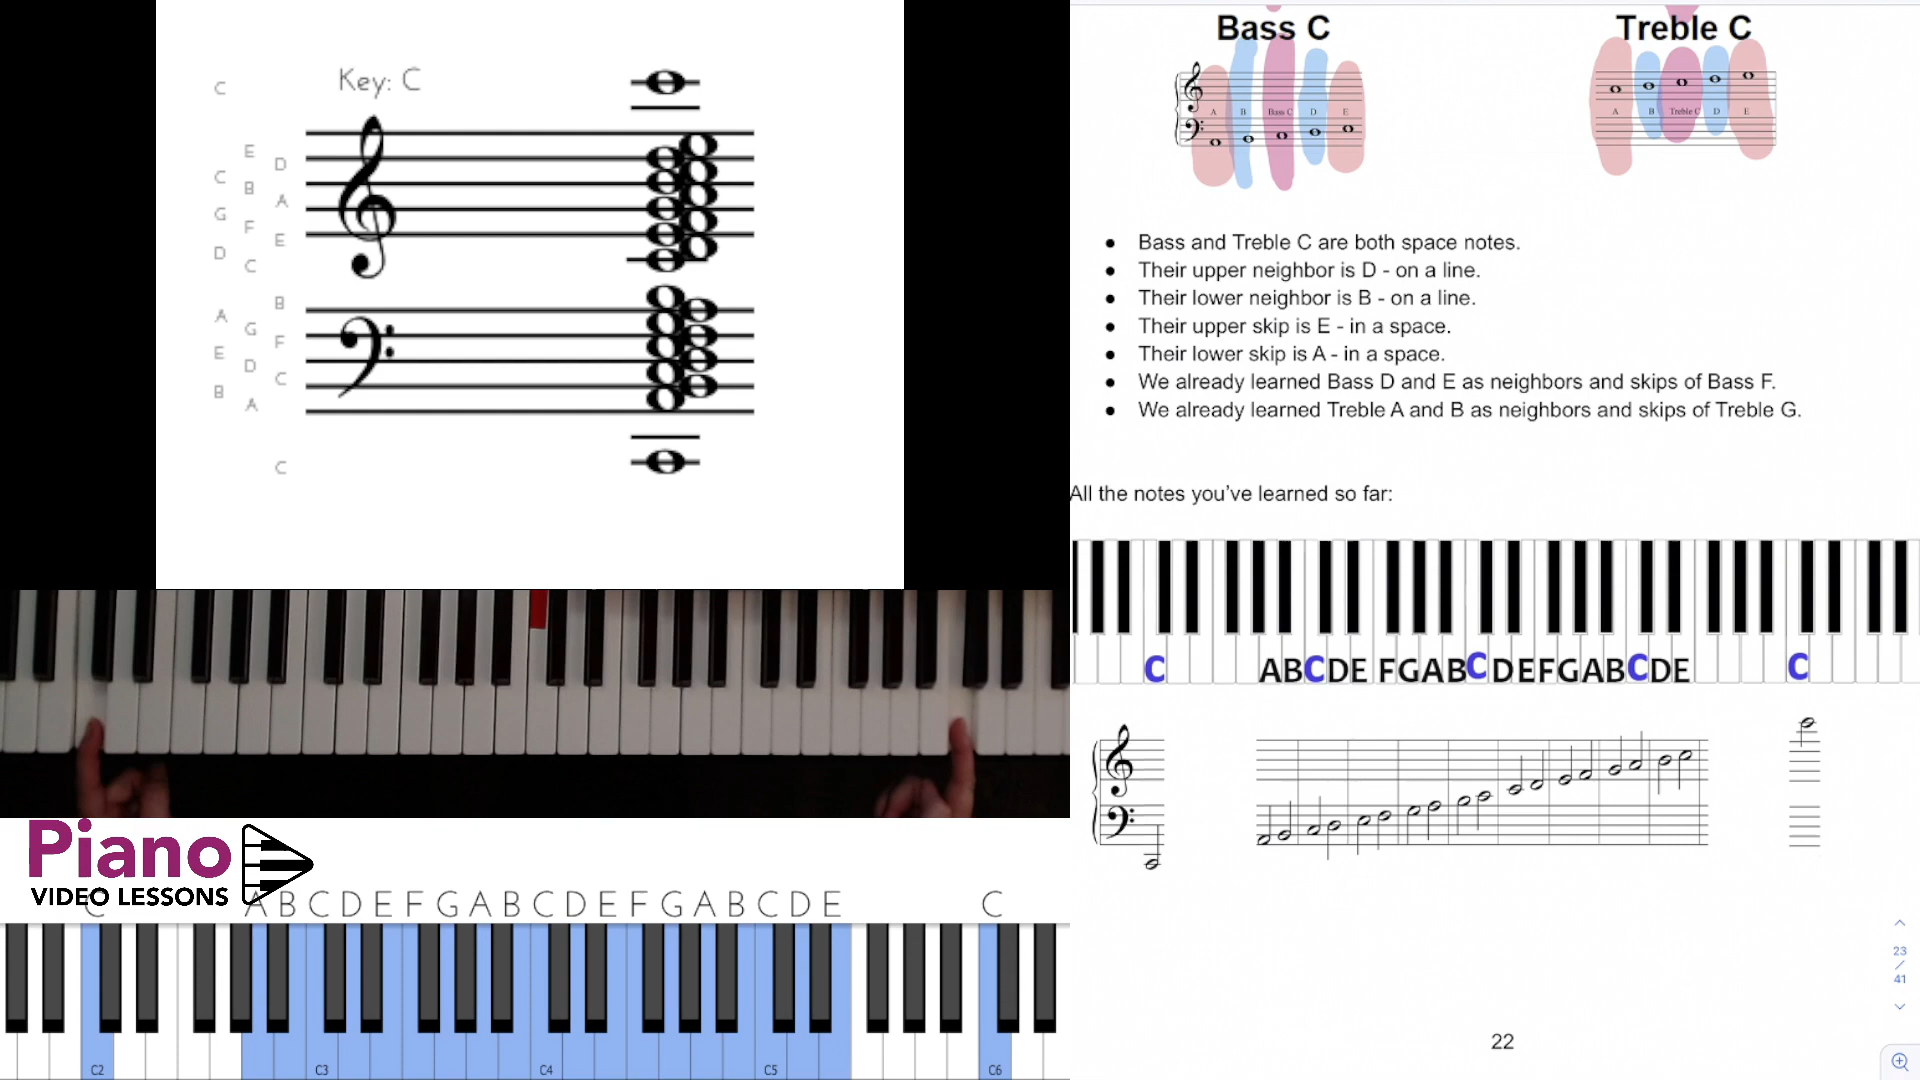 C
Key: C
E D
C B A
G F E
D C
B
A G F
E D C
B A
C
Piano
VIDEO LESSONS
C A B C D E F G A B C D E F G A B C D E C
C2 C3 C4 C5 C6
Bass C
A B Bass C D E
Treble C
A B Treble C D E
● Bass and Treble C are both space notes.
● Their upper neighbor is D - on a line.
● Their lower neighbor is B - on a line.
● Their upper skip is E - in a space.
● Their lower skip is A - in a space.
● We already learned Bass D and E as neighbors and skips of Bass F.
● We already learned Treble A and B as neighbors and skips of Treble G.
All the notes you’ve learned so far:
C ABCDE FGABCDEFGABCDE C
23
/
41
22